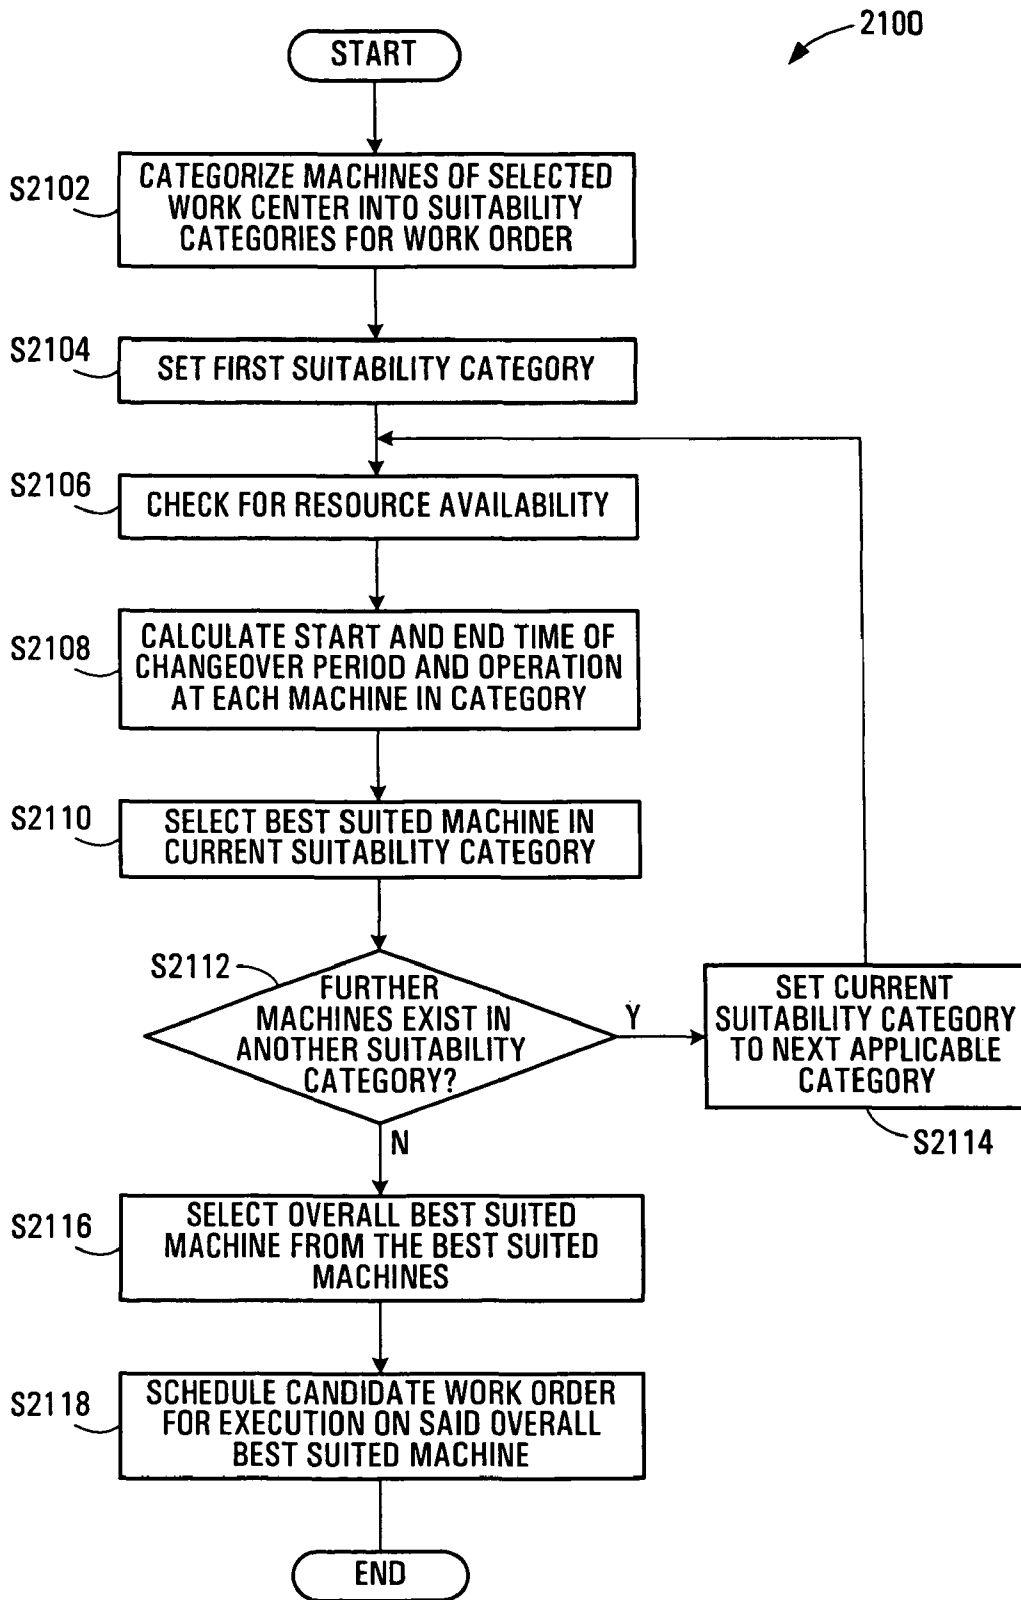 2100
START
S2102
CATEGORIZE MACHINES OF SELECTED
WORK CENTER INTO SUITABILITY
CATEGORIES FOR WORK ORDER
S2104
SET FIRST SUITABILITY CATEGORY
S2106
CHECK FOR RESOURCE AVAILABILITY
S2108
CALCULATE START AND END TIME OF
CHANGEOVER PERIOD AND OPERATION
AT EACH MACHINE IN CATEGORY
S2110
SELECT BEST SUITED MACHINE IN
CURRENT SUITABILITY CATEGORY
S2112
FURTHER
MACHINES EXIST IN
ANOTHER SUITABILITY
CATEGORY?
Y
SET CURRENT
SUITABILITY CATEGORY
TO NEXT APPLICABLE
CATEGORY
S2114
N
S2116
SELECT OVERALL BEST SUITED
MACHINE FROM THE BEST SUITED
MACHINES
S2118
SCHEDULE CANDIDATE WORK ORDER
FOR EXECUTION ON SAID OVERALL
BEST SUITED MACHINE
END